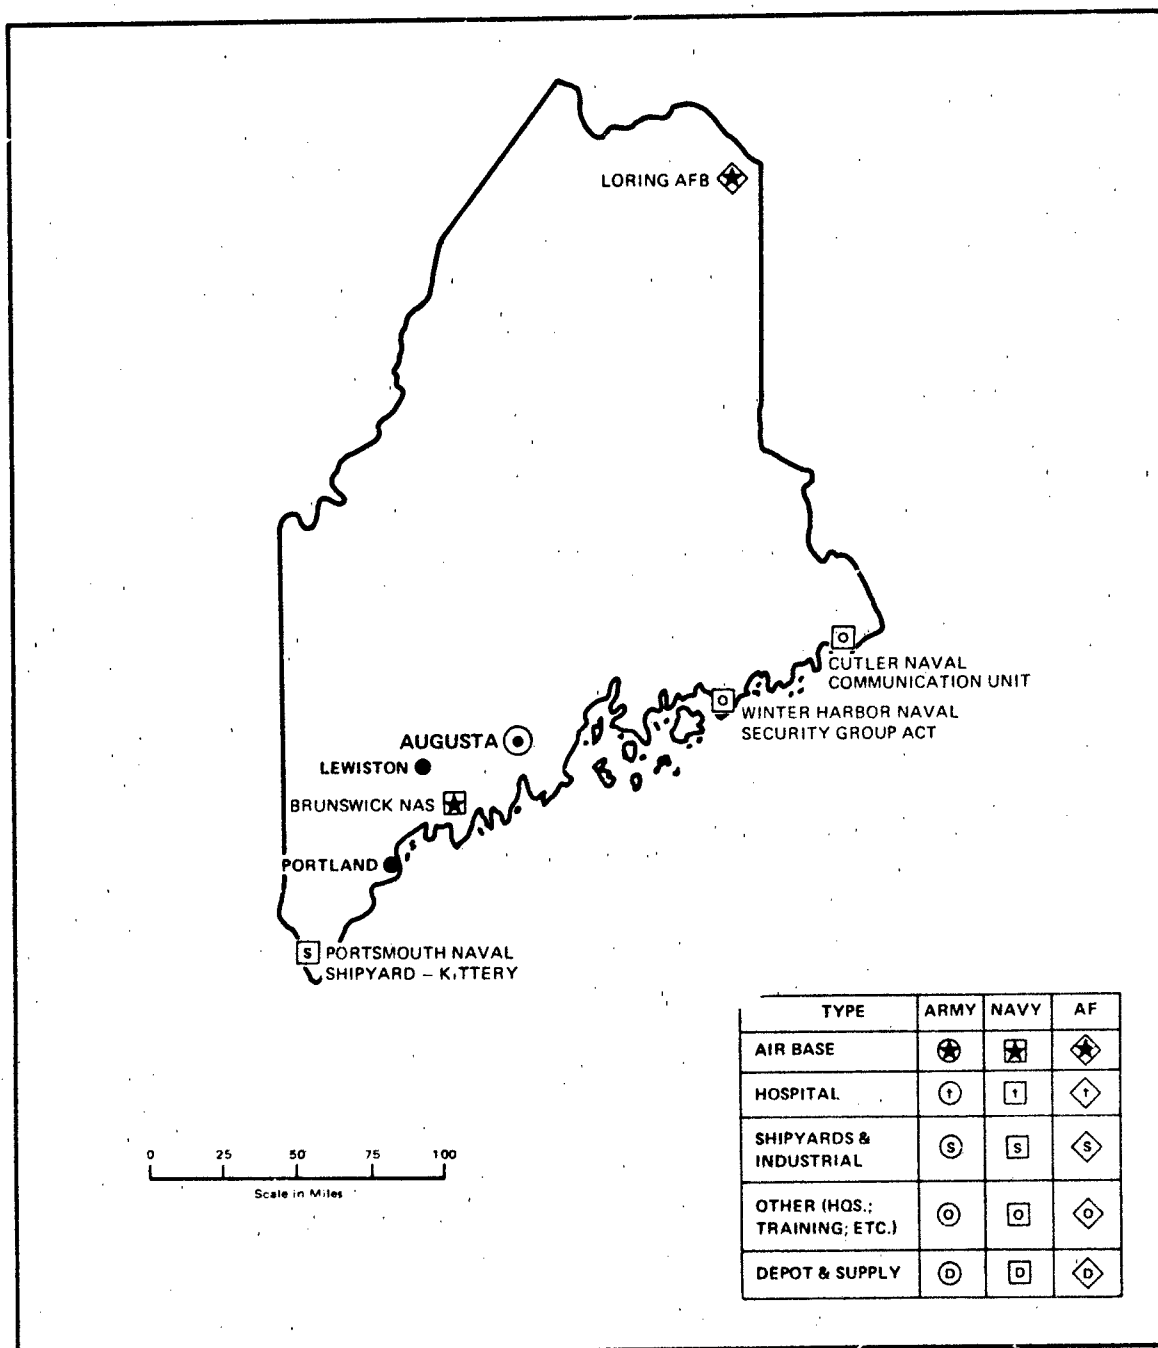 LORING AFB
CUTLER NAVAL
COMMUNICATION UNIT
WINTER HARBOR NAVAL
SECURITY GROUP ACT
AUGUSTA
LEWISTON
BRUNSWICK NAS
PORTLAND
S PORTSMOUTH NAVAL
SHIPYARD – KITTERY
O
O
TYPE ARMY NAVY AF
AIR BASE
HOSPITAL † † †
SHIPYARDS & S S S
INDUSTRIAL
OTHER (HQS.; O O O
TRAINING; ETC.)
DEPOT & SUPPLY D D D
0 25 50 75 100
Scale in Miles